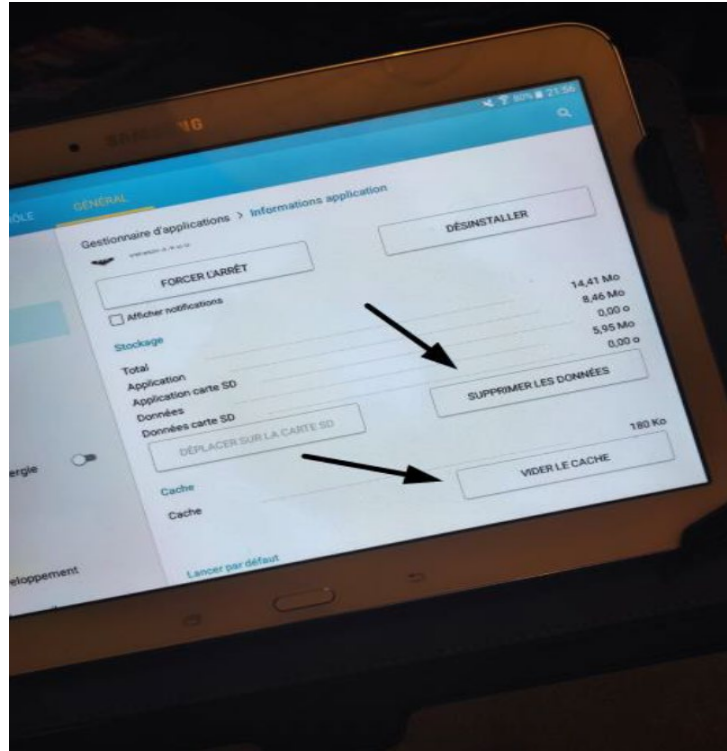 SAMSUNG
80% 21:56
GÉNÉRAL
Gestionnaire d'applications > Informations application
FORCER L'ARRÊT
DÉSINSTALLER
Afficher notifications
Stockage
Total 14,41 Mo
Application 8,46 Mo
Application carte SD 0,00 o
Données 5,95 Mo
Données carte SD 0,00 o
DÉPLACER SUR LA CARTE SD
SUPPRIMER LES DONNÉES
Cache
Cache 180 Ko
VIDER LE CACHE
Lancer par défaut
ergie
eloppement